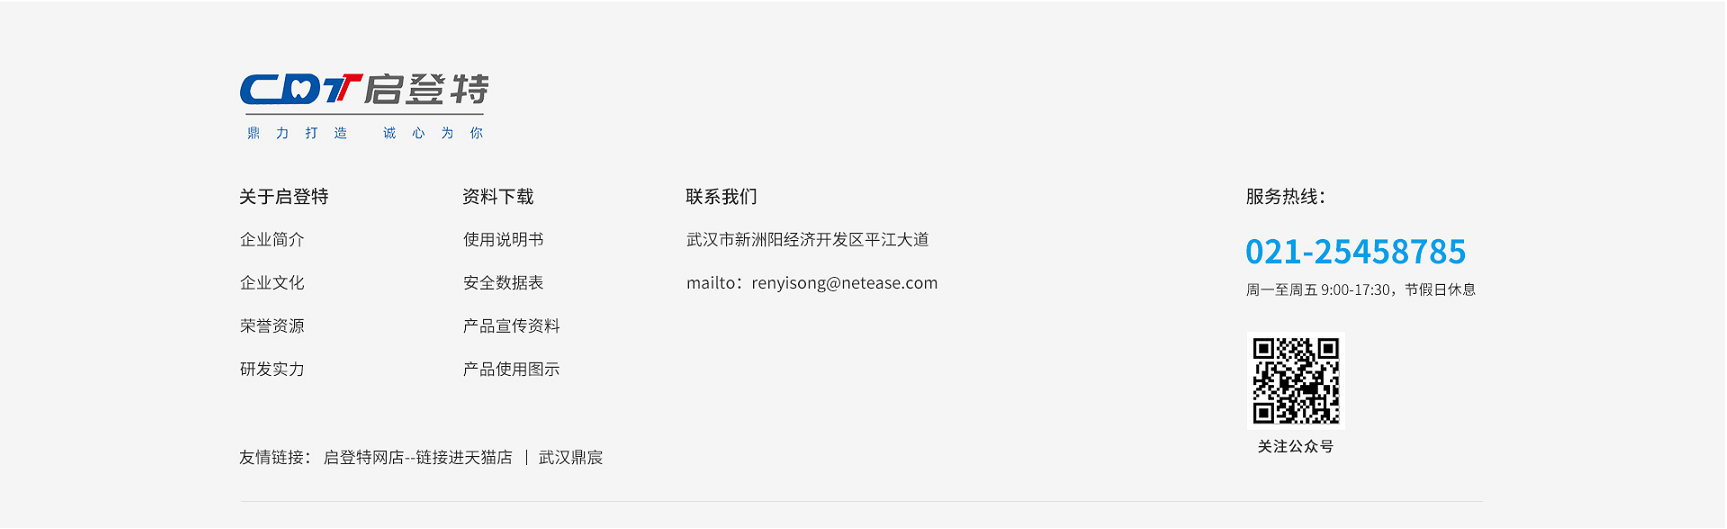 CDT启登特
鼎力打造 诚心为你
关于启登特
企业简介
企业文化
荣誉资源
研发实力
资料下载
使用说明书
安全数据表
产品宣传资料
产品使用图示
联系我们
武汉市新洲阳经济开发区平江大道
mailto：renyisong@netease.com
服务热线：
021-25458785
周一至周五 9:00-17:30，节假日休息
关注公众号
友情链接： 启登特网店--链接进天猫店 | 武汉鼎宸